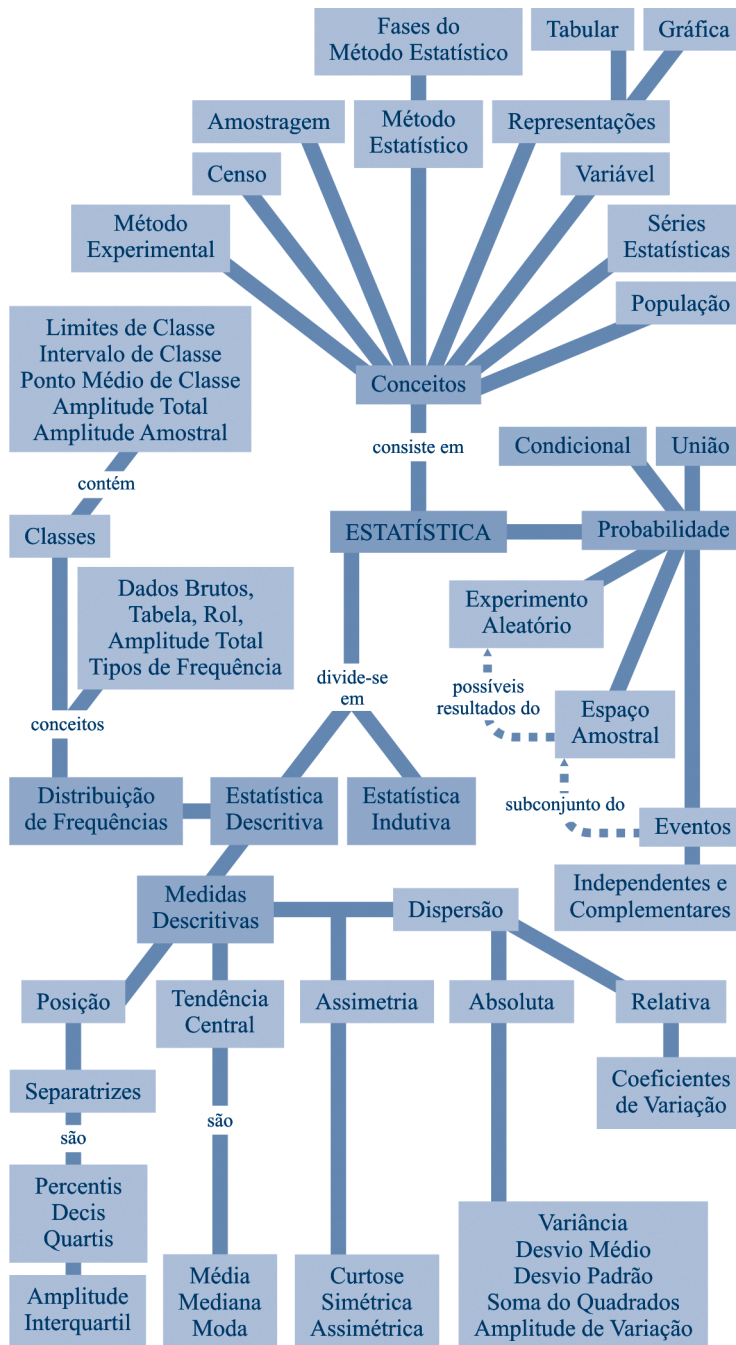 Fases do
Método Estatístico
Tabular
Gráfica
Amostragem
Método
Estatístico
Representações
Censo
Variável
Método
Experimental
Séries
Estatísticas
População
Limites de Classe
Intervalo de Classe
Ponto Médio de Classe
Amplitude Total
Amplitude Amostral
Conceitos
consiste em
Condicional
União
contém
Classes
ESTATÍSTICA
Probabilidade
Dados Brutos,
Tabela, Rol,
Amplitude Total
Tipos de Frequência
Experimento
Aleatório
divide-se
em
possíveis
resultados do
conceitos
Espaço
Amostral
Distribuição
de Frequências
Estatística
Descritiva
Estatística
Indutiva
subconjunto do
Eventos
Independentes e
Complementares
Medidas
Descritivas
Dispersão
Posição
Tendência
Central
Assimetria
Absoluta
Relativa
Separatrizes
Coeficientes
de Variação
são
são
Percentis
Decis
Quartis
Amplitude
Interquartil
Média
Mediana
Moda
Curtose
Simétrica
Assimétrica
Variância
Desvio Médio
Desvio Padrão
Soma do Quadrados
Amplitude de Variação